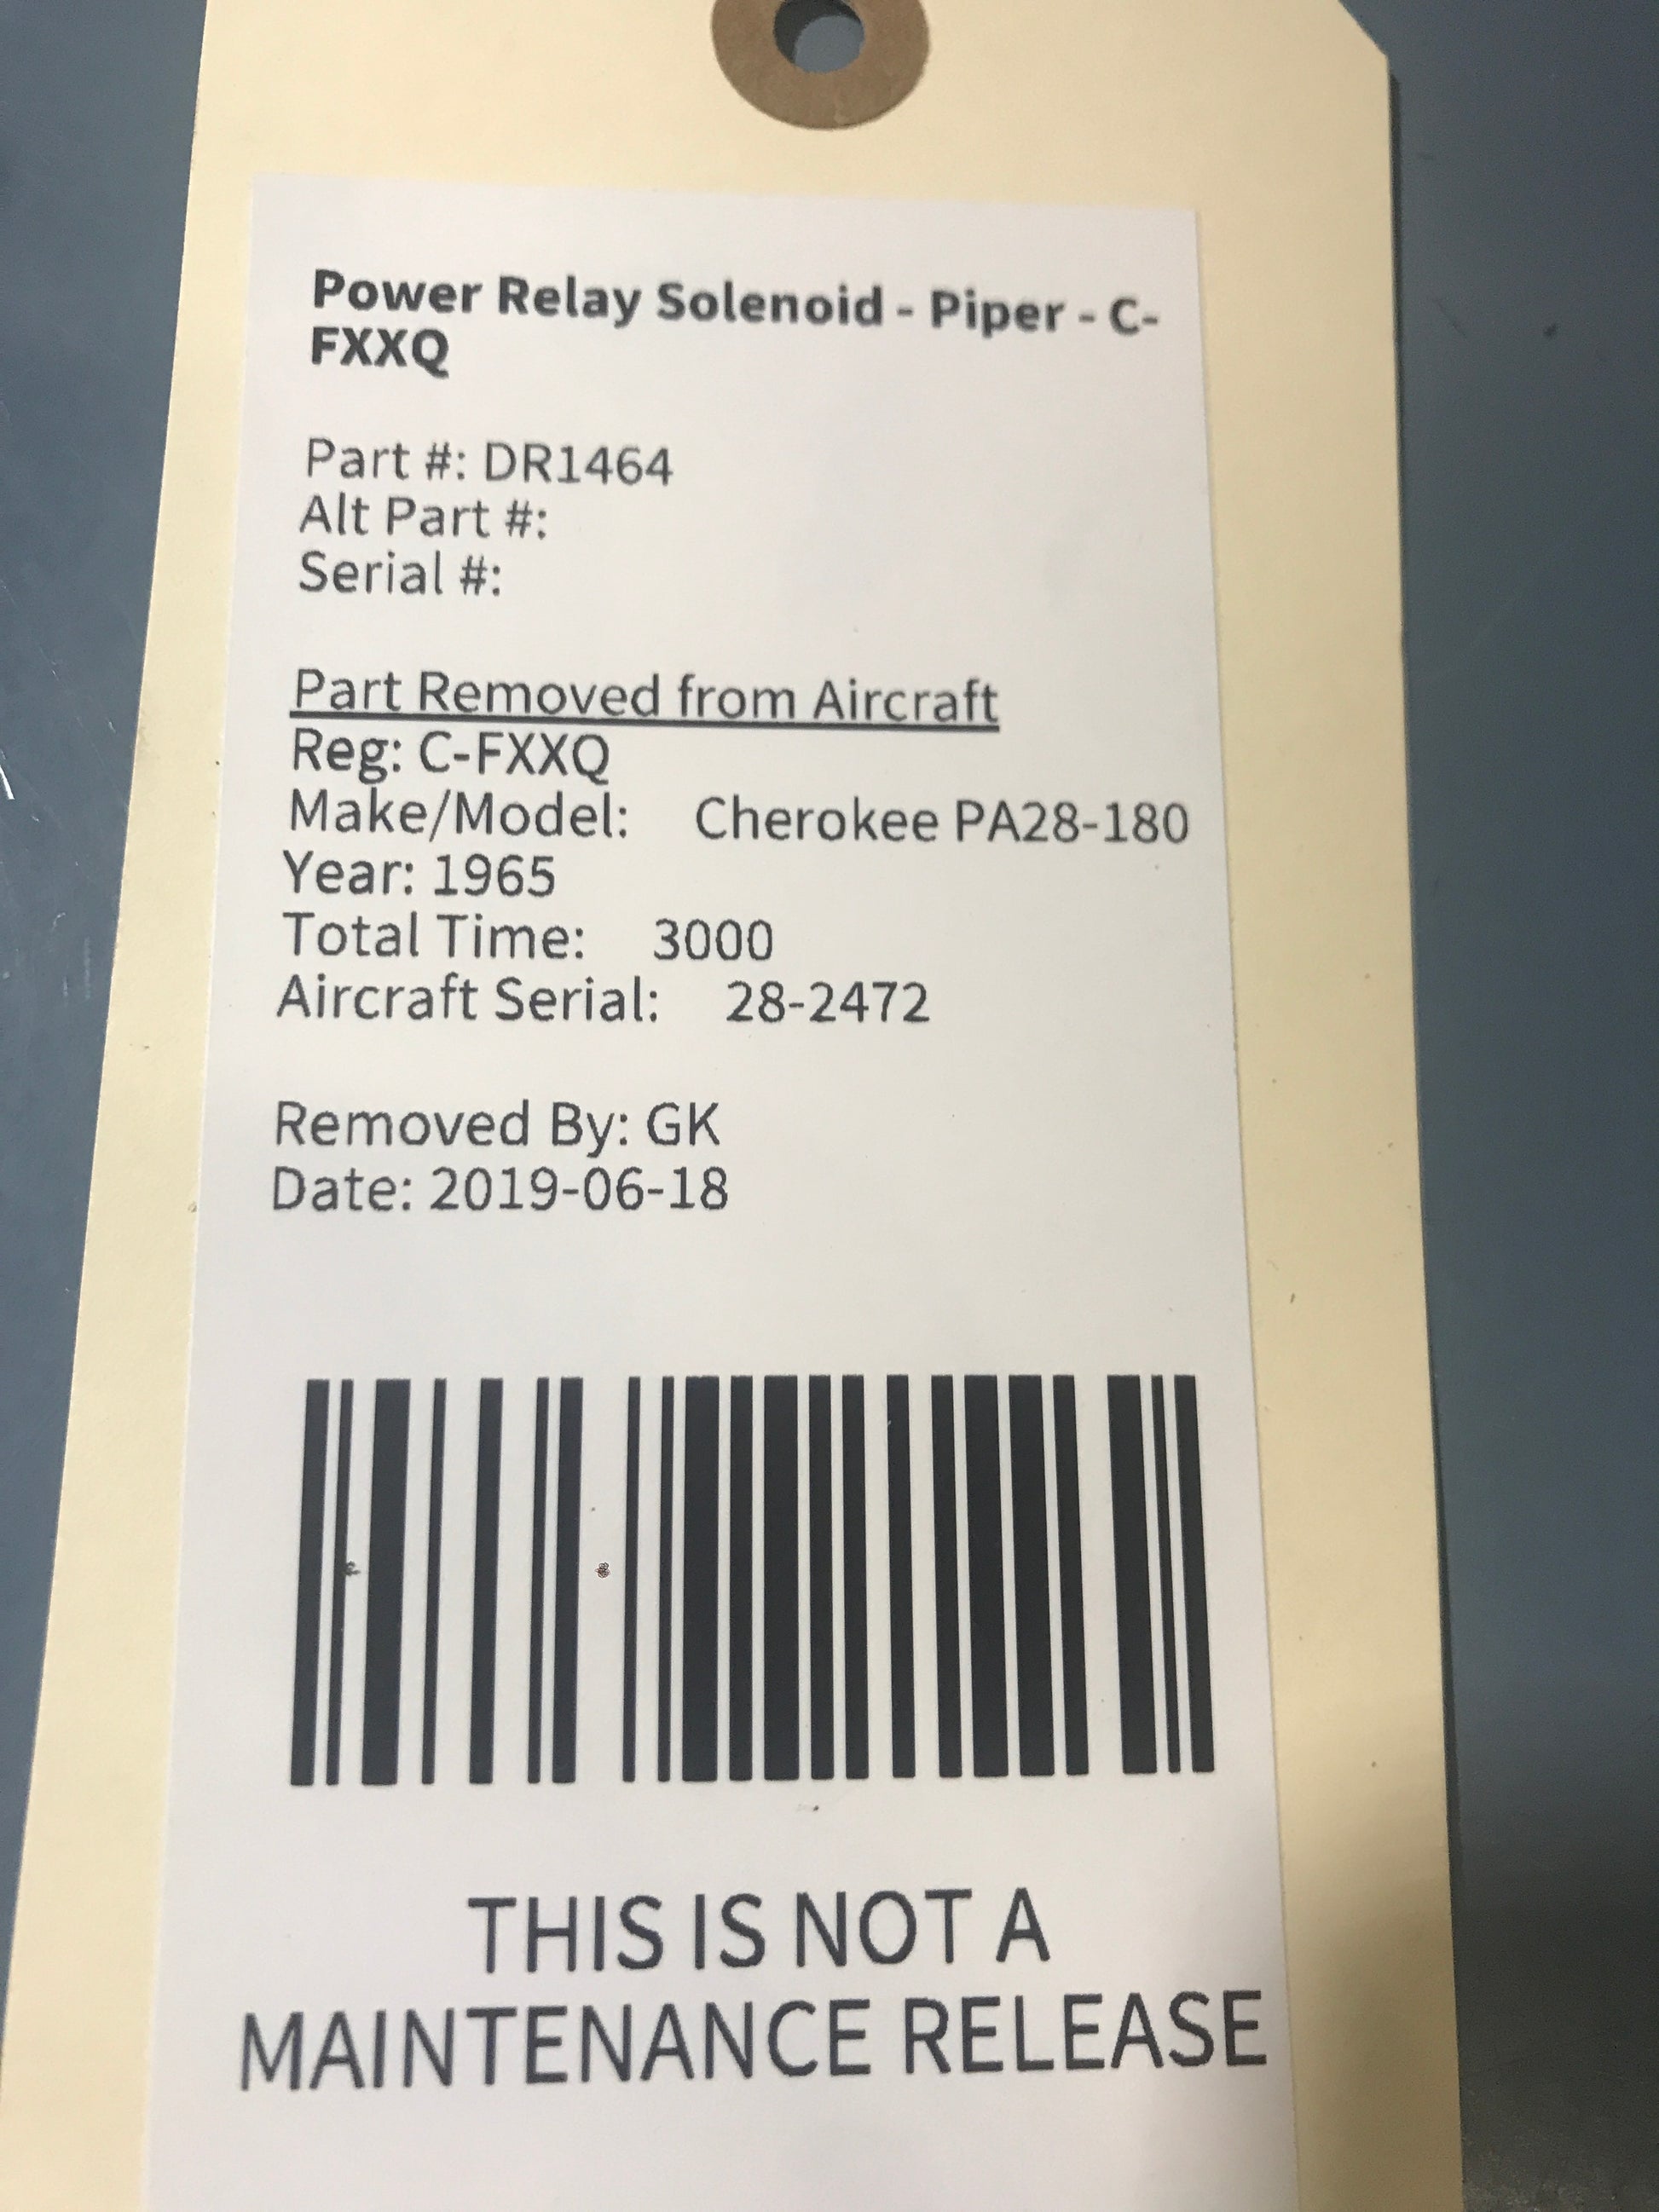 Power Relay Solenoid - Piper - C-
FXXQ
Part #: DR1464
Alt Part #:
Serial #:
Part Removed from Aircraft
Reg: C-FXXQ
Make/Model: Cherokee PA28-180
Year: 1965
Total Time: 3000
Aircraft Serial: 28-2472
Removed By: GK
Date: 2019-06-18
THIS IS NOT A
MAINTENANCE RELEASE